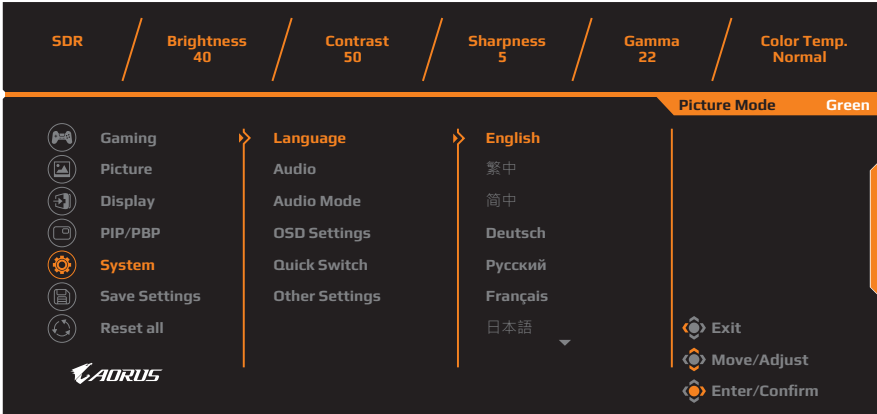 SDR
Brightness
40
Contrast
50
Sharpness
5
Gamma
22
Color Temp.
Normal
Picture Mode Green
Gaming
Picture
Display
PIP/PBP
System
Save Settings
Reset all
Language
Audio
Audio Mode
OSD Settings
Quick Switch
Other Settings
English
繁中
简中
Deutsch
Русский
Français
日本語
Exit
Move/Adjust
Enter/Confirm
AORUS